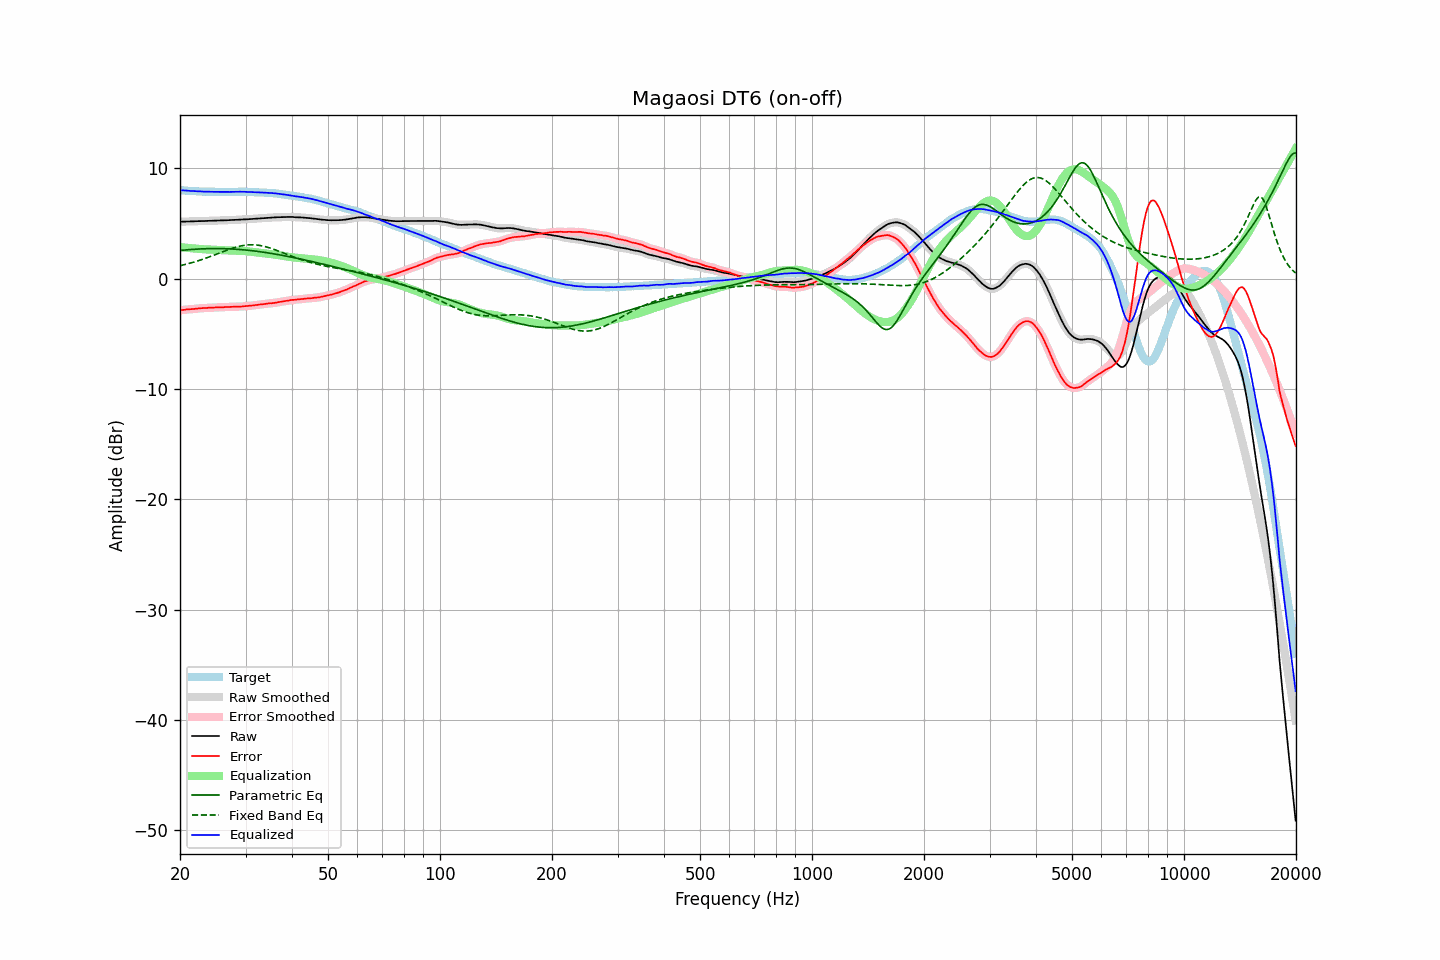 Magaosi DT6 (on-off)
Amplitude (dBr)
10
0
−10
−20
−30
−40
−50
Target
Raw Smoothed
Error Smoothed
Raw
Error
Equalization
Parametric Eq
Fixed Band Eq
Equalized
20 50 100 200 500 1000 2000 5000 10000 20000
Frequency (Hz)